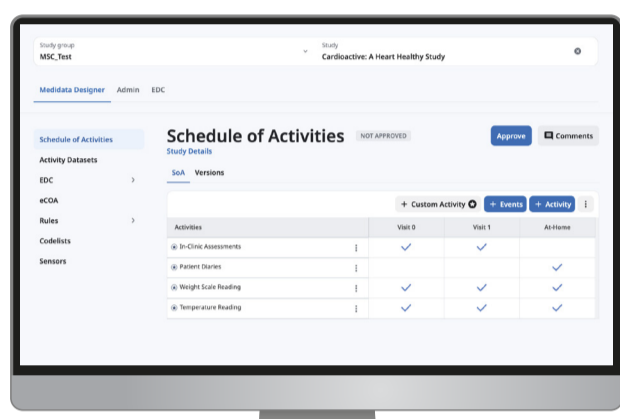 Study group
MSC_Test
Study
Cardioactive: A Heart Healthy Study
Medidata Designer Admin EDC
Schedule of Activities
Activity Datasets
EDC
eCOA
Rules
Codelists
Sensors
Schedule of Activities NOT APPROVED
Approve
Comments
Study Details
SoA Versions
+ Custom Activity
+ Events
+ Activity
Activities Visit 0 Visit 1 At-Home
In-Clinic Assessments
Patient Diaries
Weight Scale Reading
Temperature Reading